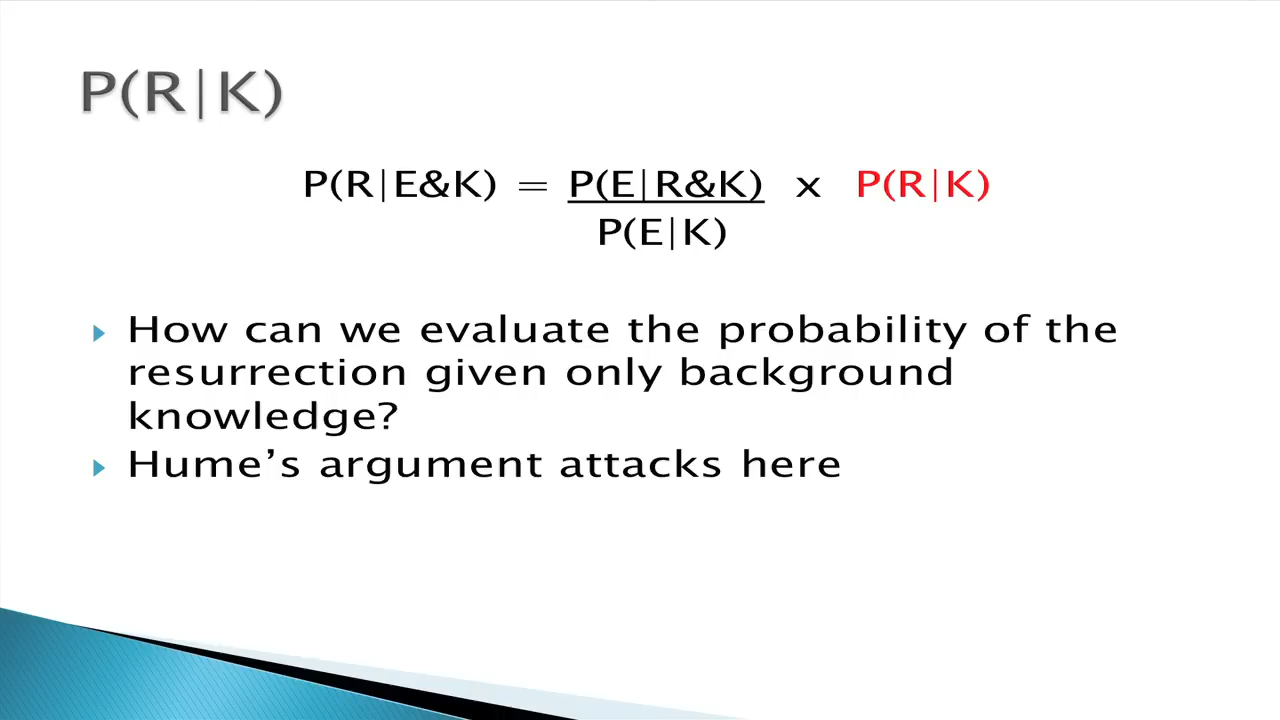 P(R|K)
P(R|E&K) = P(E|R&K) x P(R|K)
P(E|K)
How can we evaluate the probability of the
resurrection given only background
knowledge?
Hume’s argument attacks here